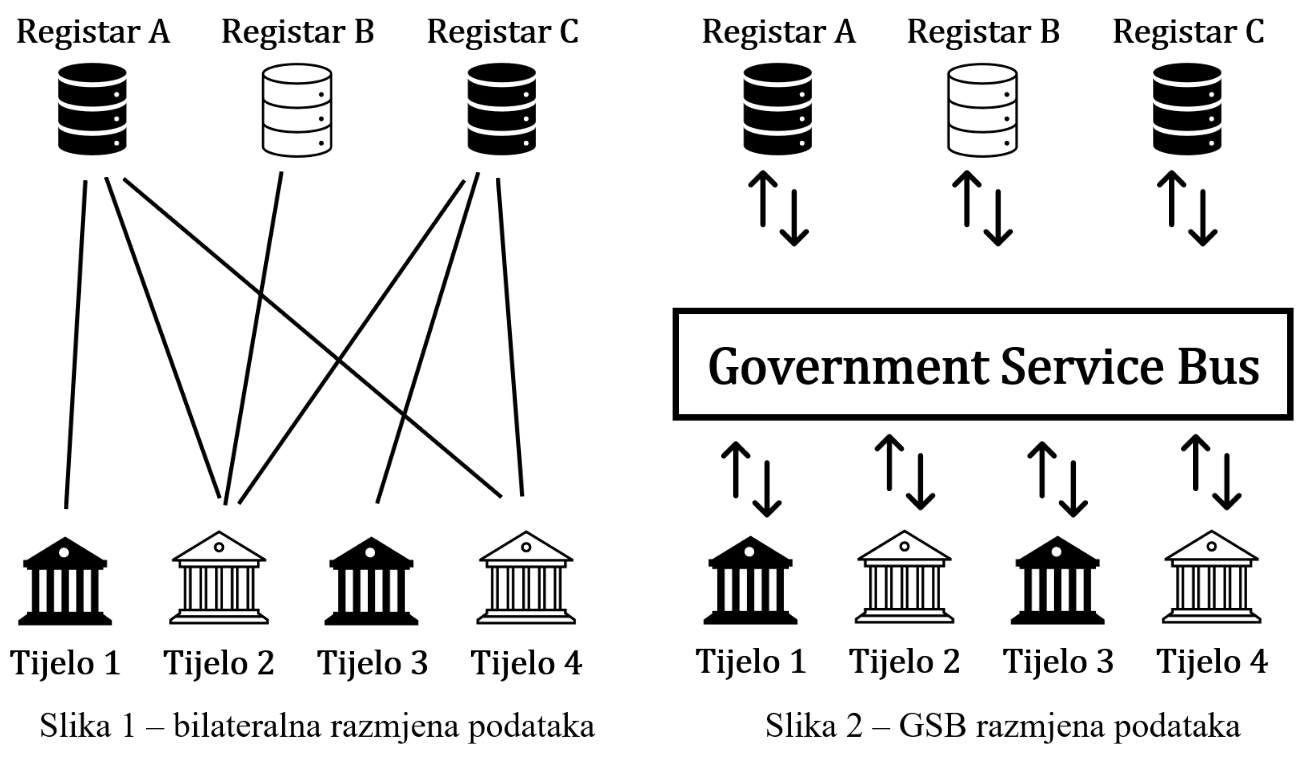 Registar A Registar B Registar C
Tijelo 1 Tijelo 2 Tijelo 3 Tijelo 4
Slika 1 – bilateralna razmjena podataka
Registar A Registar B Registar C
Government Service Bus
Tijelo 1 Tijelo 2 Tijelo 3 Tijelo 4
Slika 2 – GSB razmjena podataka